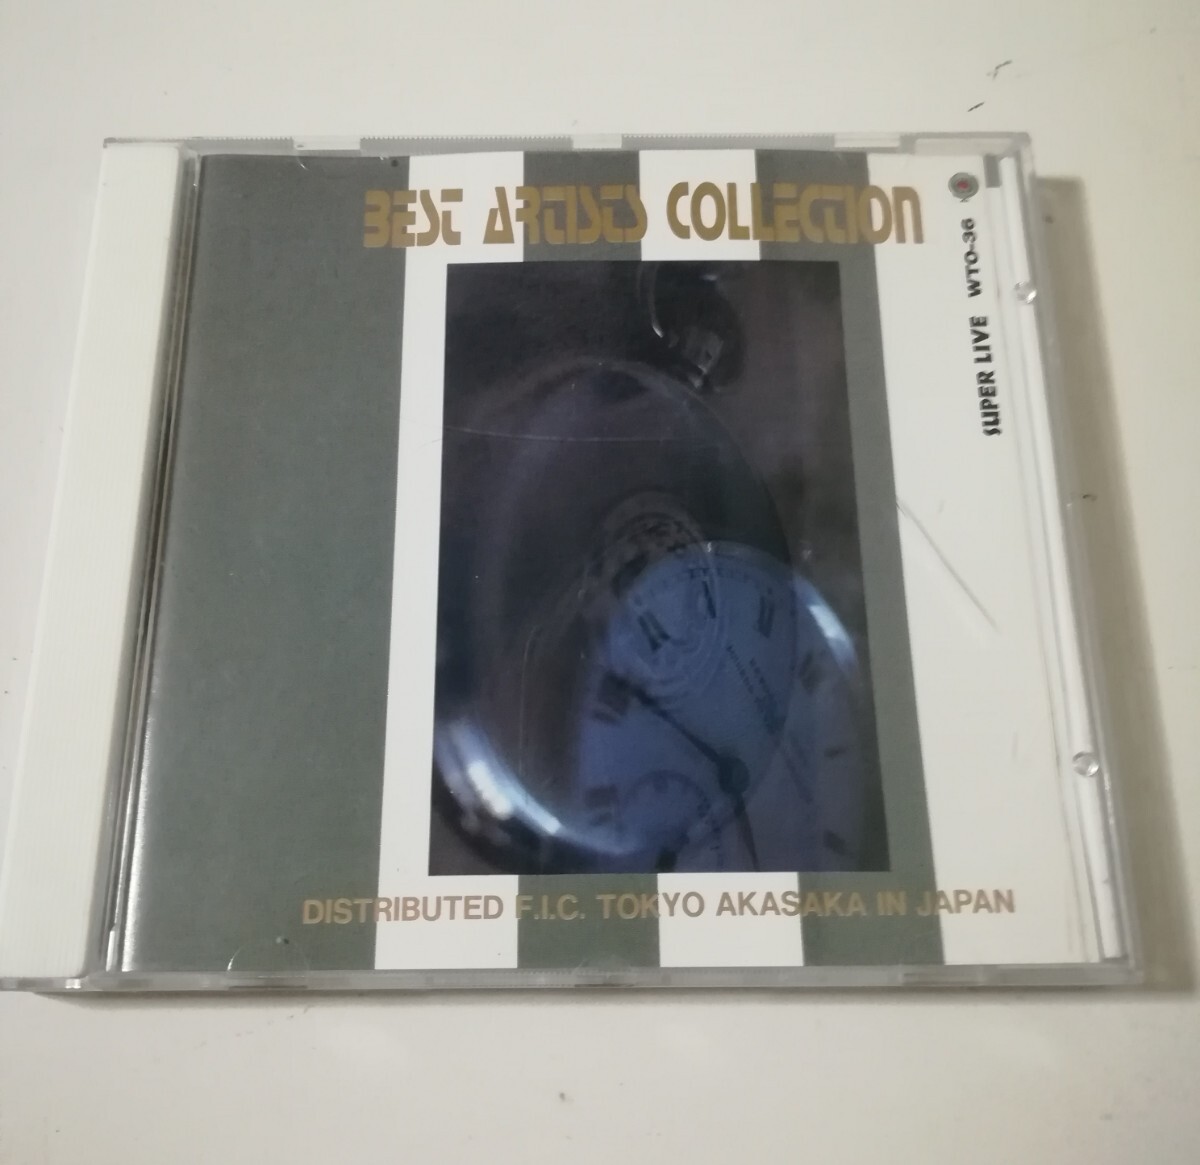 BEST ARTISTS COLLECTION
SUPER LIVE WTO-36
DISTRIBUTED F.I.C. TOKYO AKASAKA IN JAPAN